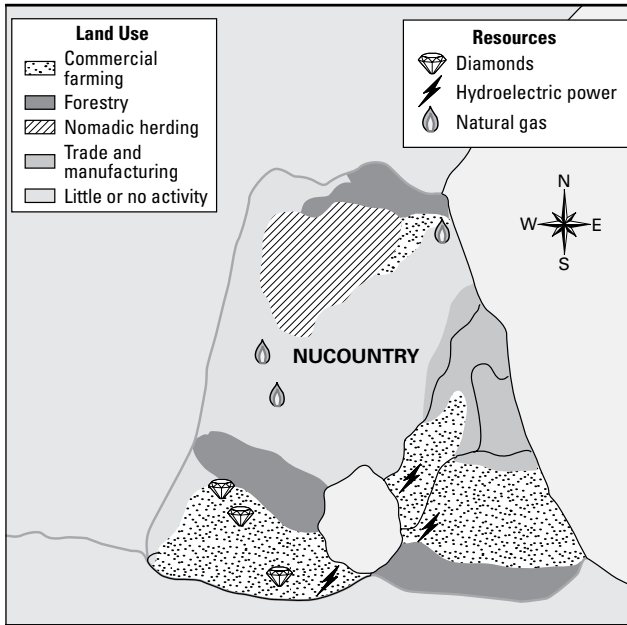 Land Use
Commercial
farming
Forestry
Nomadic herding
Trade and
manufacturing
Little or no activity
Resources
Diamonds
Hydroelectric power
Natural gas
N
W
E
S
NUCOUNTRY